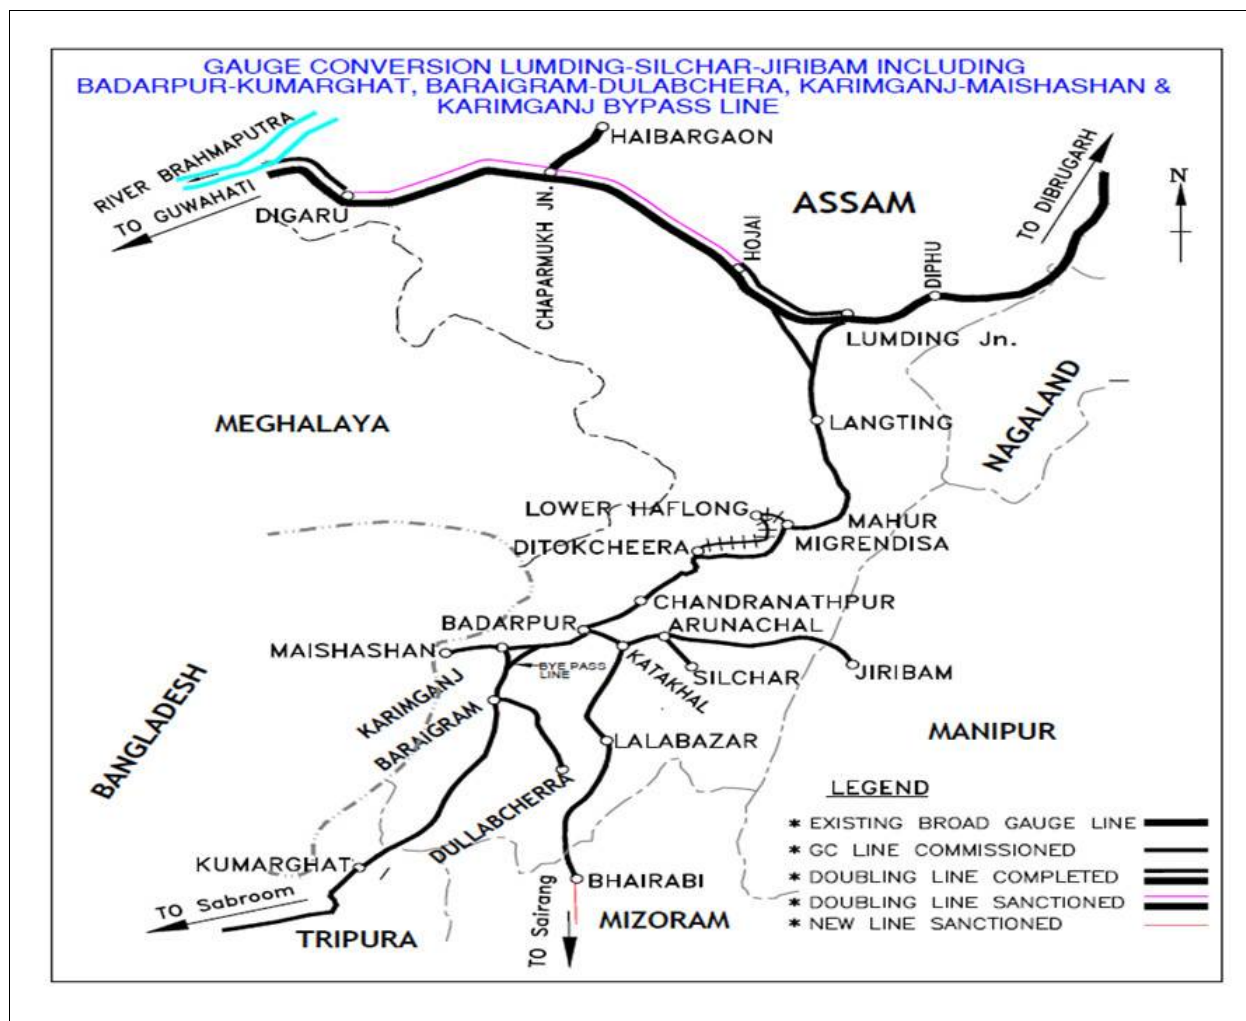 GAUGE CONVERSION LUMDING-SILCHAR-JIRIBAM INCLUDING
BADARPUR-KUMARGHAT, BARAIGRAM-DULABCHERA, KARIMGANJ-MAISHASHAN &
KARIMGANJ BYPASS LINE
RIVER BRAHMAPUTRA
TO GUWAHATI
DIGARU
HAIBARGAON
CHAPARMUKH JN.
ASSAM
HOJAI
DIPHU
TO DIBRUGARH
N
LUMDING Jn.
NAGALAND
MEGHALAYA
LANGTING
LOWER HAFLONG
MAHUR
MIGRENDISA
DITOKCHEERA
CHANDRANATHPUR
BADARPUR
ARUNACHAL
MAISHASHAN
BYE PASS
LINE
KATAKHAL
SILCHAR
JIRIBAM
KARIMGANJ
BARAIGRAM
BANGLADESH
LALABAZAR
MANIPUR
DULLABCHERRA
KUMARGHAT
TO Sabroom
TRIPURA
BHAIRABI
TO Sairang
MIZORAM
LEGEND
* EXISTING BROAD GAUGE LINE
* GC LINE COMMISSIONED
* DOUBLING LINE COMPLETED
* DOUBLING LINE SANCTIONED
* NEW LINE SANCTIONED